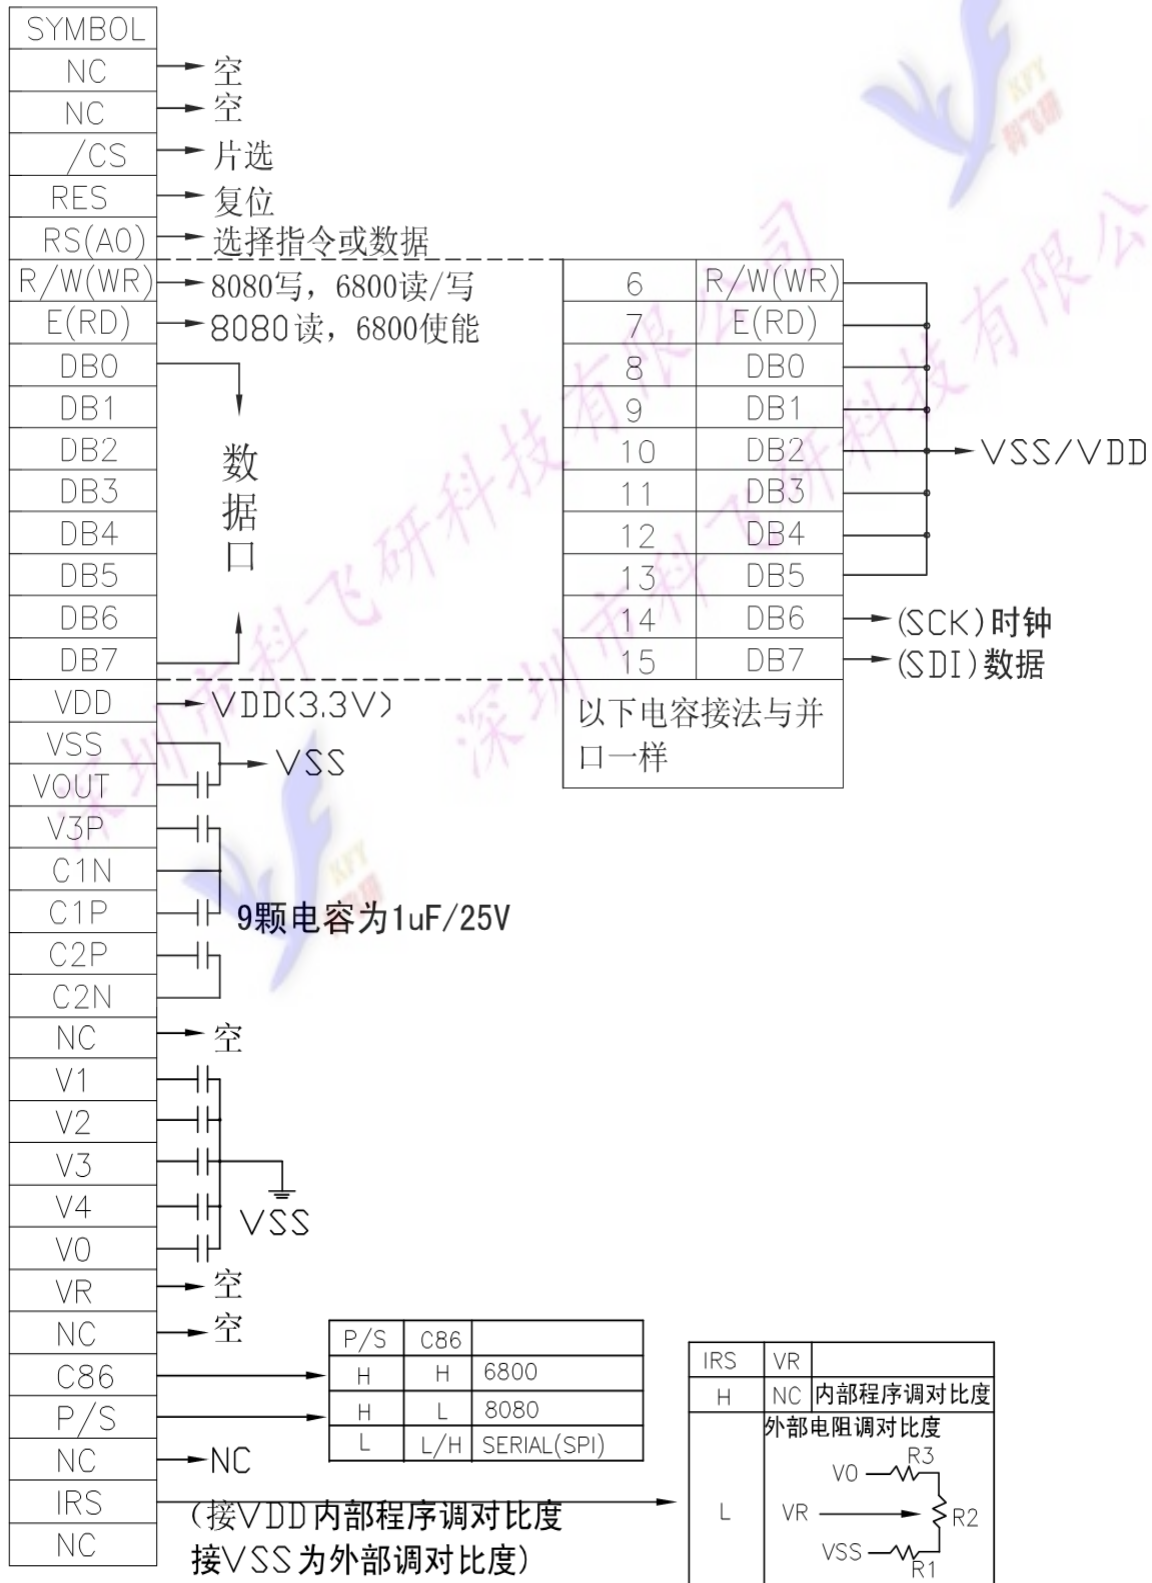 SYMBOL
NC 空
NC 空
/CS 片选
RES 复位
RS(A0) 选择指令或数据
R/W(WR) 8080写，6800读/写
E(RD) 8080读，6800使能
DB0
DB1
DB2
DB3
DB4
DB5
DB6
DB7
数据口
6 R/W(WR)
7 E(RD)
8 DB0
9 DB1
10 DB2
11 DB3
12 DB4
13 DB5
VSS/VDD
14 DB6 (SCK)时钟
15 DB7 (SDI)数据
以下电容接法与并
口一样
VDD VDD(3.3V)
VSS
VSS
VOUT
V3P
C1N
C1P
9颗电容为1uF/25V
C2P
C2N
NC 空
V1
V2
V3
V4
VSS
V0
VR 空
NC 空
C86
P/S
NC NC
IRS
(接VDD内部程序调对比度
接VSS为外部调对比度)
NC
P/S C86
H H 6800
H L 8080
L L/H SERIAL(SPI)
IRS VR
H NC 内部程序调对比度
外部电阻调对比度
L
V0 R3
VR R2
VSS R1
深圳市科飞研科技有限公司
深圳市科飞研科技有限公
KFY
科飞研
KFY
科飞研